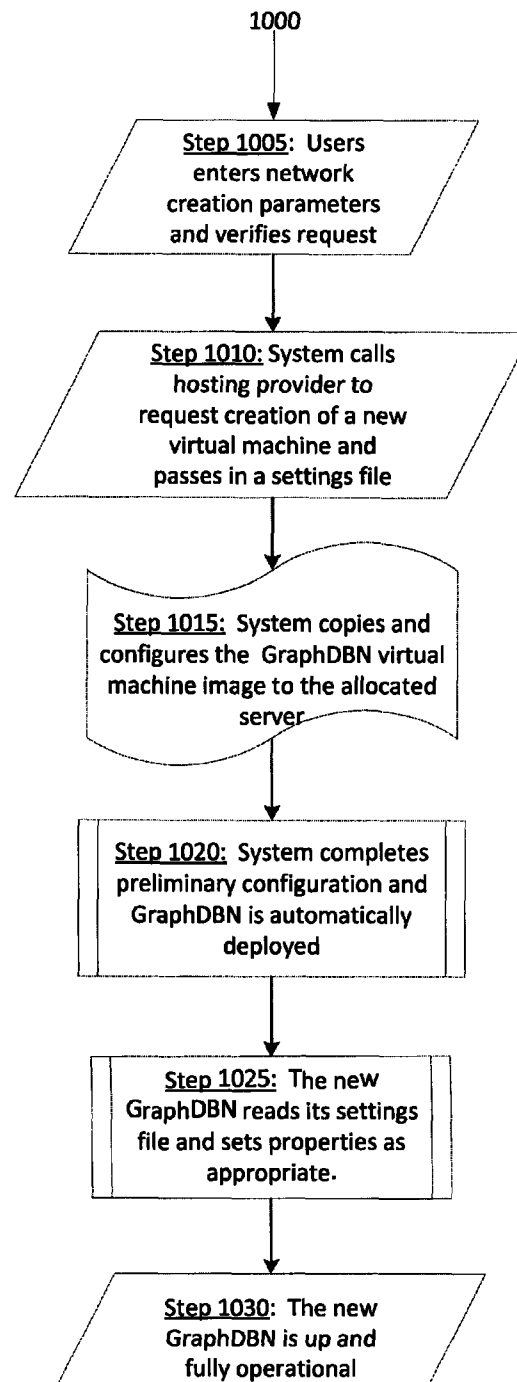 1000
Step 1005: Users
enters network
creation parameters
and verifies request
Step 1010: System calls
hosting provider to
request creation of a new
virtual machine and
passes in a settings file
Step 1015: System copies and
configures the GraphDBN virtual
machine image to the allocated
server
Step 1020: System completes
preliminary configuration and
GraphDBN is automatically
deployed
Step 1025: The new
GraphDBN reads its settings
file and sets properties as
appropriate.
Step 1030: The new
GraphDBN is up and
fully operational